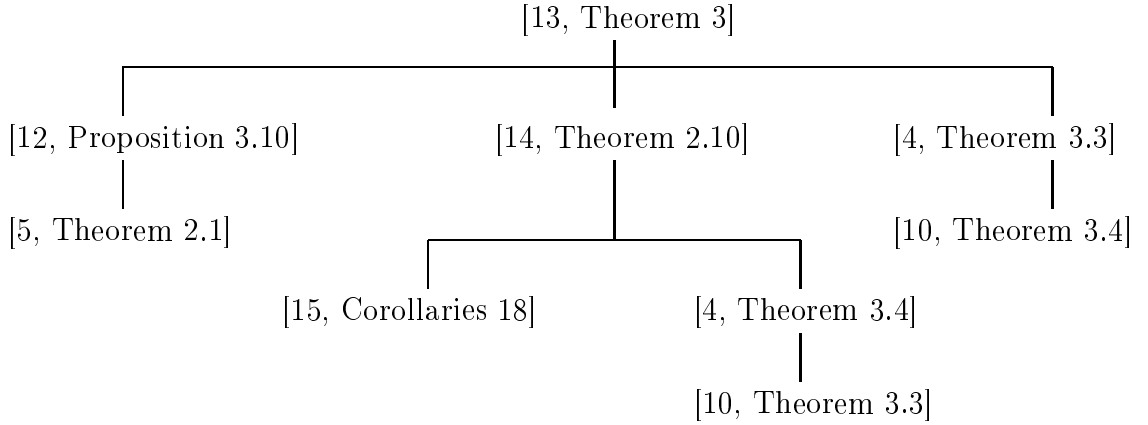 [13, Theorem 3]
[12, Proposition 3.10]
[14, Theorem 2.10]
[4, Theorem 3.3]
[5, Theorem 2.1]
[10, Theorem 3.4]
[15, Corollaries 18]
[4, Theorem 3.4]
[10, Theorem 3.3]